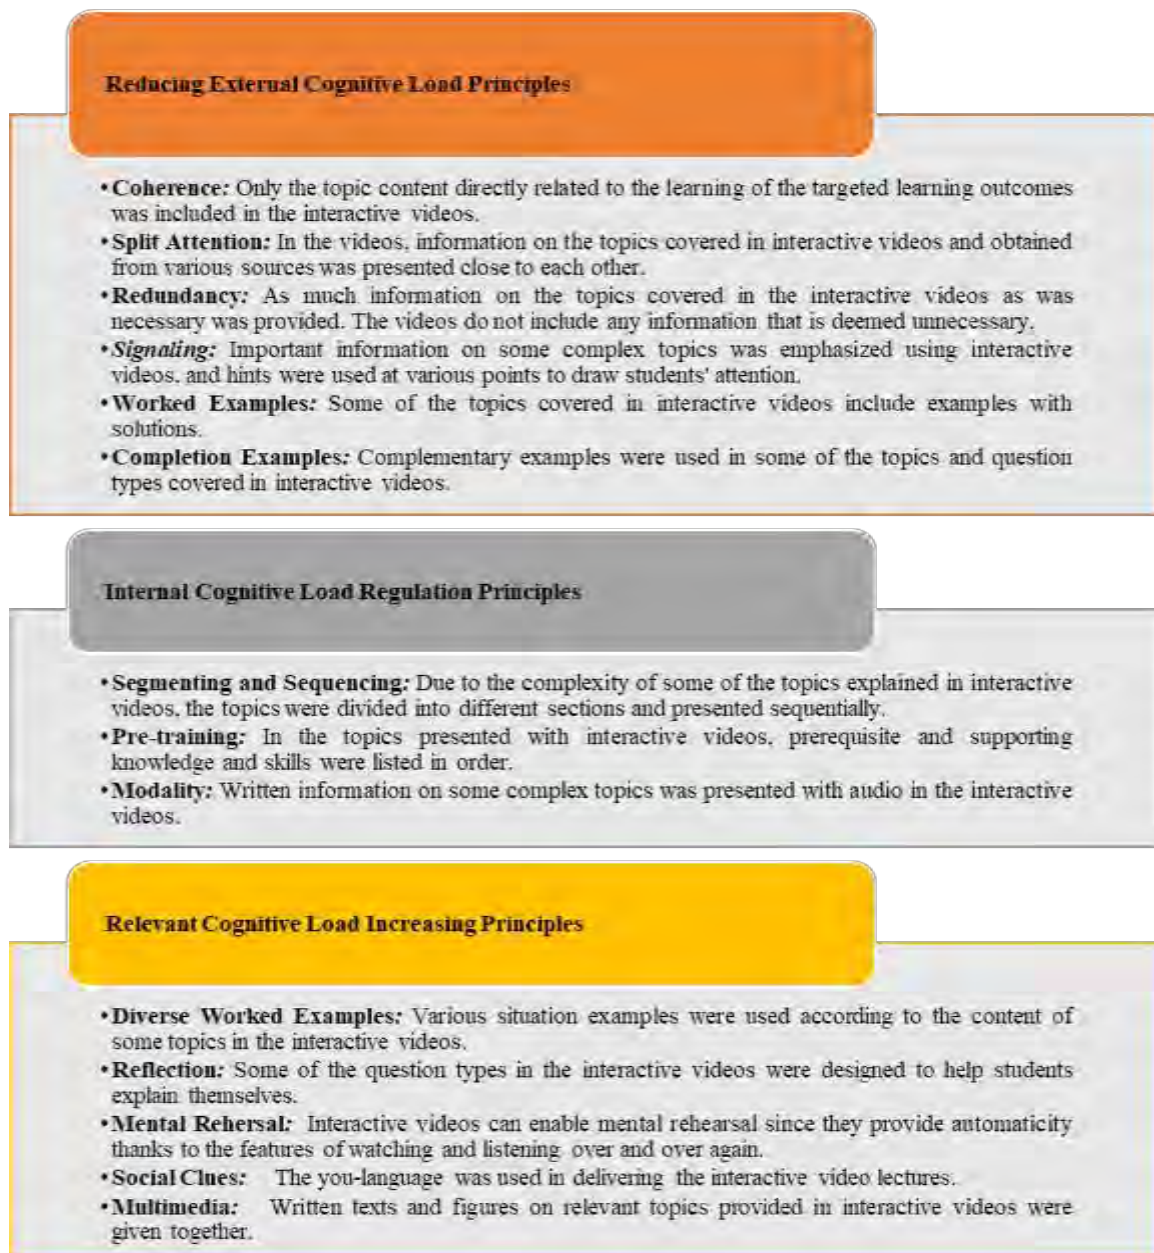 Reducing External Cognitive Load Principles
•Coherence: Only the topic content directly related to the learning of the targeted learning outcomes
was included in the interactive videos.
•Split Attention: In the videos, information on the topics covered in interactive videos and obtained
from various sources was presented close to each other.
•Redundancy: As much information on the topics covered in the interactive videos as was
necessary was provided. The videos do not include any information that is deemed unnecessary.
•Signaling: Important information on some complex topics was emphasized using interactive
videos, and hints were used at various points to draw students' attention.
•Worked Examples: Some of the topics covered in interactive videos include examples with
solutions.
•Completion Examples: Complementary examples were used in some of the topics and question
types covered in interactive videos.
Internal Cognitive Load Regulation Principles
•Segmenting and Sequencing: Due to the complexity of some of the topics explained in interactive
videos, the topics were divided into different sections and presented sequentially.
•Pre-training: In the topics presented with interactive videos, prerequisite and supporting
knowledge and skills were listed in order.
•Modality: Written information on some complex topics was presented with audio in the interactive
videos.
Relevant Cognitive Load Increasing Principles
•Diverse Worked Examples: Various situation examples were used according to the content of
some topics in the interactive videos.
•Reflection: Some of the question types in the interactive videos were designed to help students
explain themselves.
•Mental Rehersal: Interactive videos can enable mental rehearsal since they provide automaticity
thanks to the features of watching and listening over and over again.
•Social Clues: The you-language was used in delivering the interactive video lectures.
•Multimedia: Written texts and figures on relevant topics provided in interactive videos were
given together.